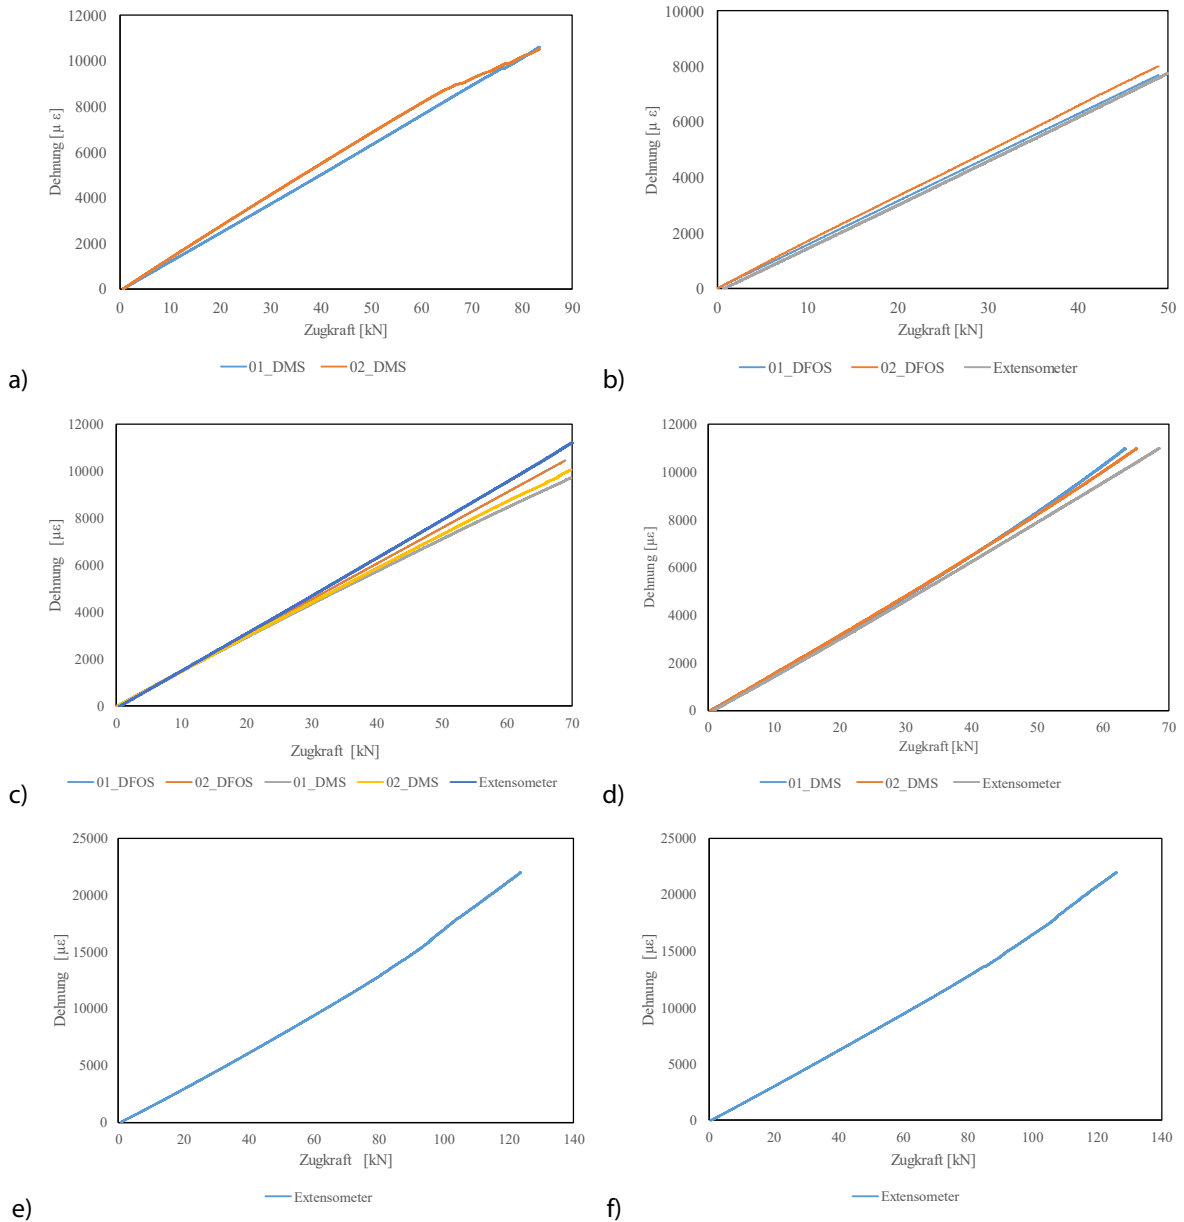 12000
10000
8000
6000
4000
2000
0
Dehnung [µ ε]
0 10 20 30 40 50 60 70 80 90
Zugkraft [kN]
01_DMS 02_DMS
a)
10000
8000
6000
4000
2000
0
Dehnung [µ ε]
0 10 20 30 40 50
Zugkraft [kN]
01_DFOS 02_DFOS Extensometer
b)
12000
10000
8000
6000
4000
2000
0
Dehnung [µε]
0 10 20 30 40 50 60 70
Zugkraft [kN]
01_DFOS 02_DFOS 01_DMS 02_DMS Extensometer
c)
12000
10000
8000
6000
4000
2000
0
Dehnung [µε]
0 10 20 30 40 50 60 70
Zugkraft [kN]
01_DMS 02_DMS Extensometer
d)
25000
20000
15000
10000
5000
0
Dehnung [µε]
0 20 40 60 80 100 120 140
Zugkraft [kN]
Extensometer
e)
25000
20000
15000
10000
5000
0
Dehnung [µε]
0 20 40 60 80 100 120 140
Zugkraft [kN]
Extensometer
f)